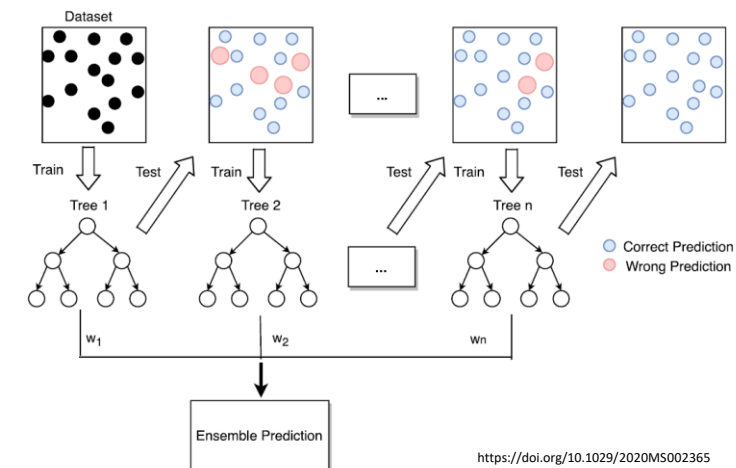 Dataset
...
Train
Test
Train
Test
Train
Test
Tree 1
Tree 2
Tree n
...
Correct Prediction
Wrong Prediction
w1
w2
wn
Ensemble Prediction
https://doi.org/10.1029/2020MS002365